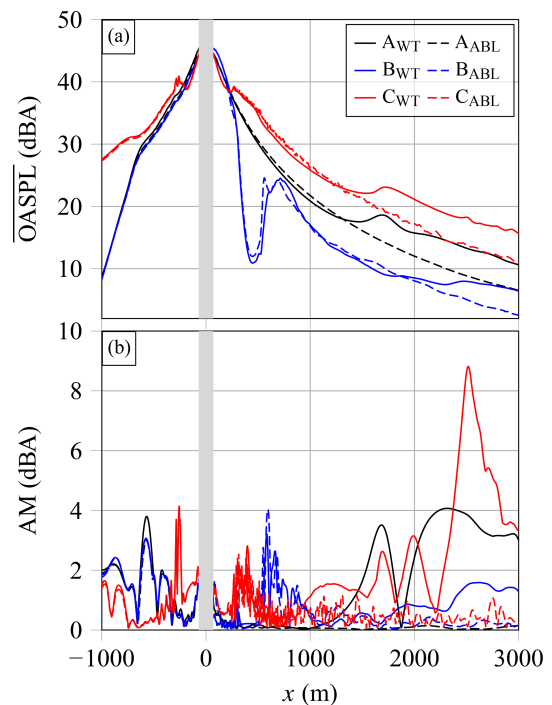 50
(a)
A_WT A_ABL
B_WT B_ABL
C_WT C_ABL
40
30
20
10
OASPL (dBA)
10
(b)
8
6
4
2
0
AM (dBA)
−1000 0 1000 2000 3000
x (m)